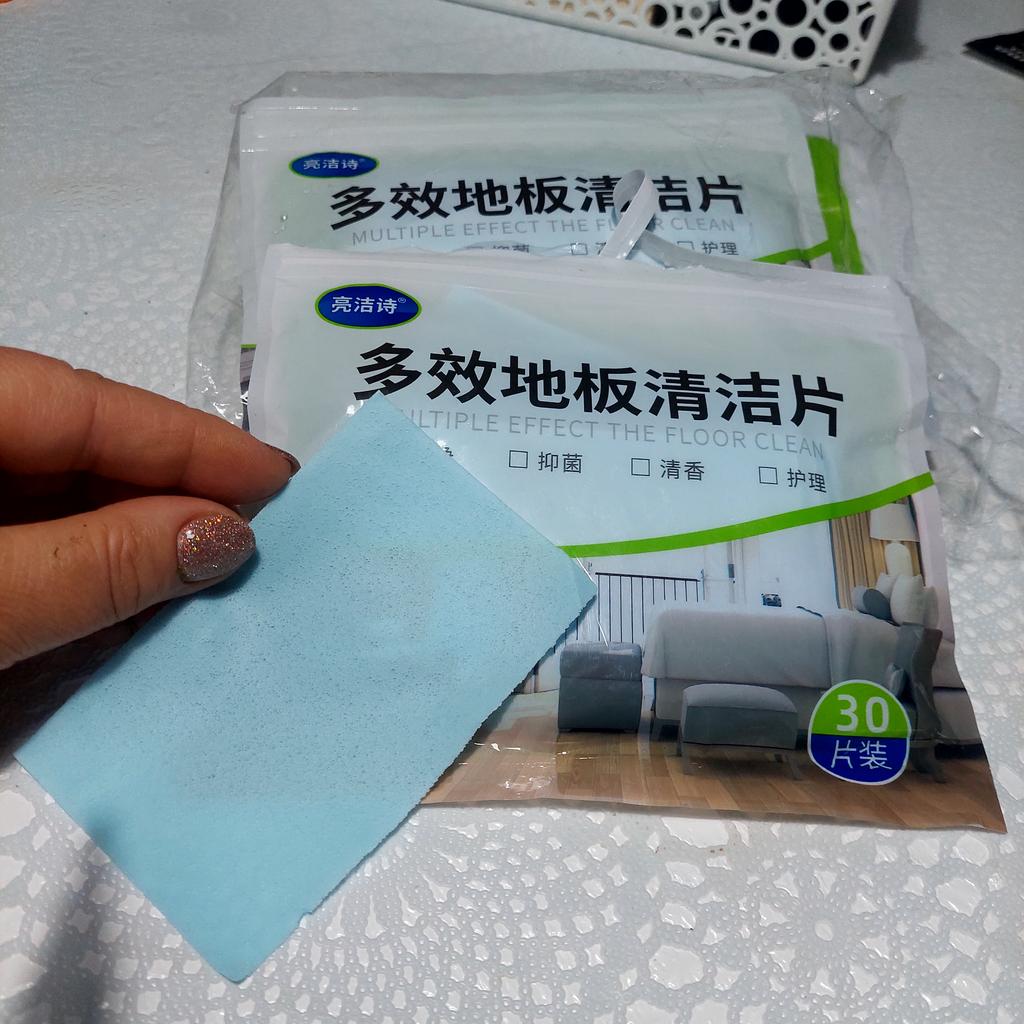 亮洁诗®
多效地板清洁片
MULTIPLE EFFECT THE FLOOR CLEAN
抑菌 护理
亮洁诗®
多效地板清洁片
LTIPLE EFFECT THE FLOOR CLEAN
抑菌 清香 护理
30
片装